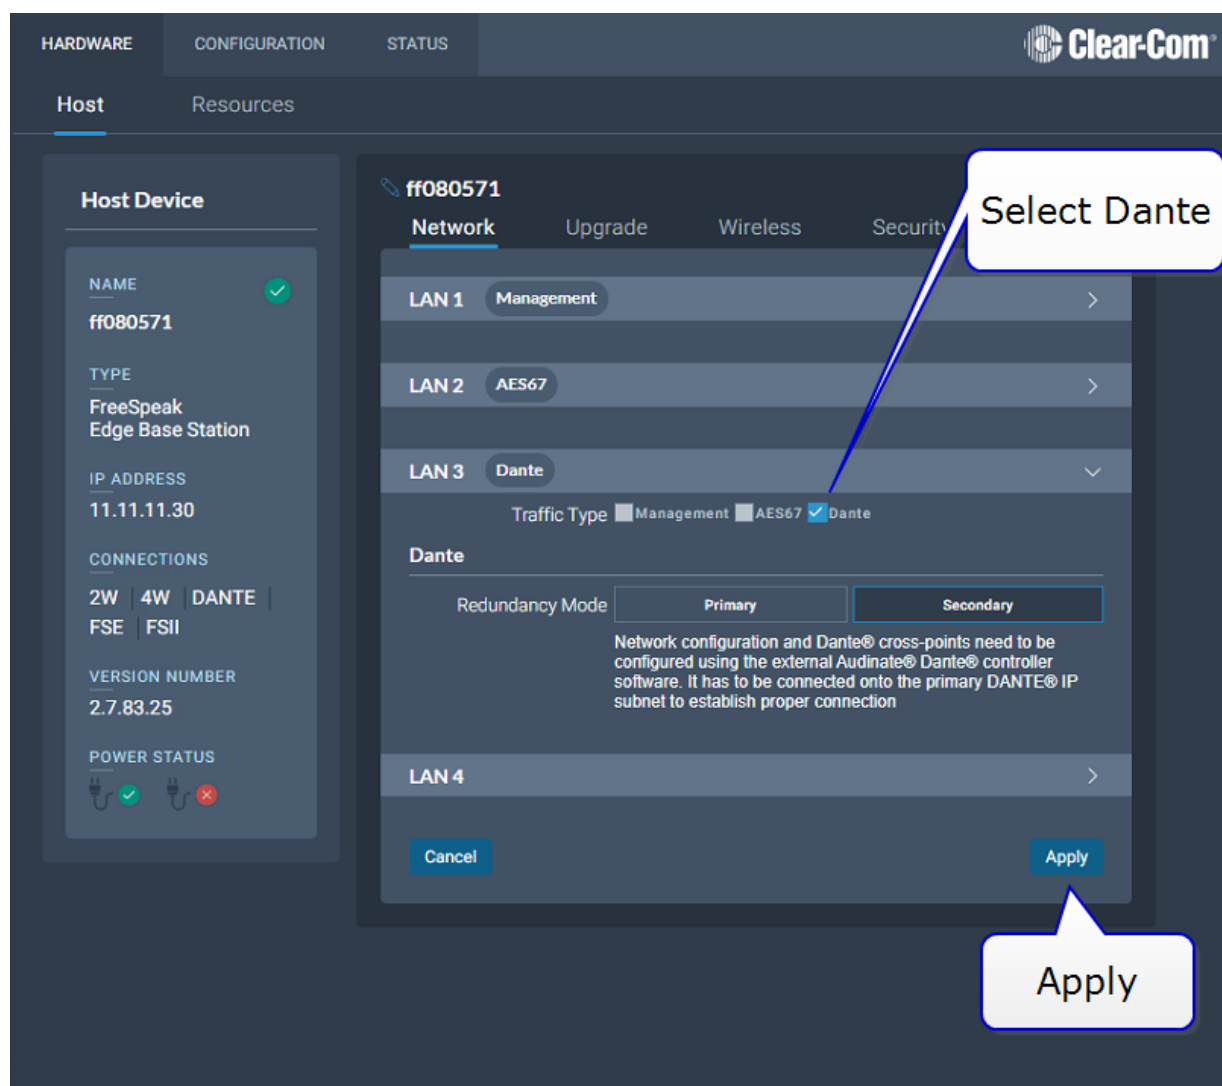 HARDWARE CONFIGURATION STATUS Clear-Com®
Host Resources
Host Device
NAME
ff080571
TYPE
FreeSpeak
Edge Base Station
IP ADDRESS
11.11.11.30
CONNECTIONS
2W 4W DANTE
FSE FSII
VERSION NUMBER
2.7.83.25
POWER STATUS
ff080571
Network Upgrade Wireless Security
Select Dante
LAN 1 Management
LAN 2 AES67
LAN 3 Dante
Traffic Type Management AES67 Dante
Dante
Redundancy Mode Primary Secondary
Network configuration and Dante® cross-points need to be
configured using the external Audinate® Dante® controller
software. It has to be connected onto the primary DANTE® IP
subnet to establish proper connection
LAN 4
Cancel Apply
Apply